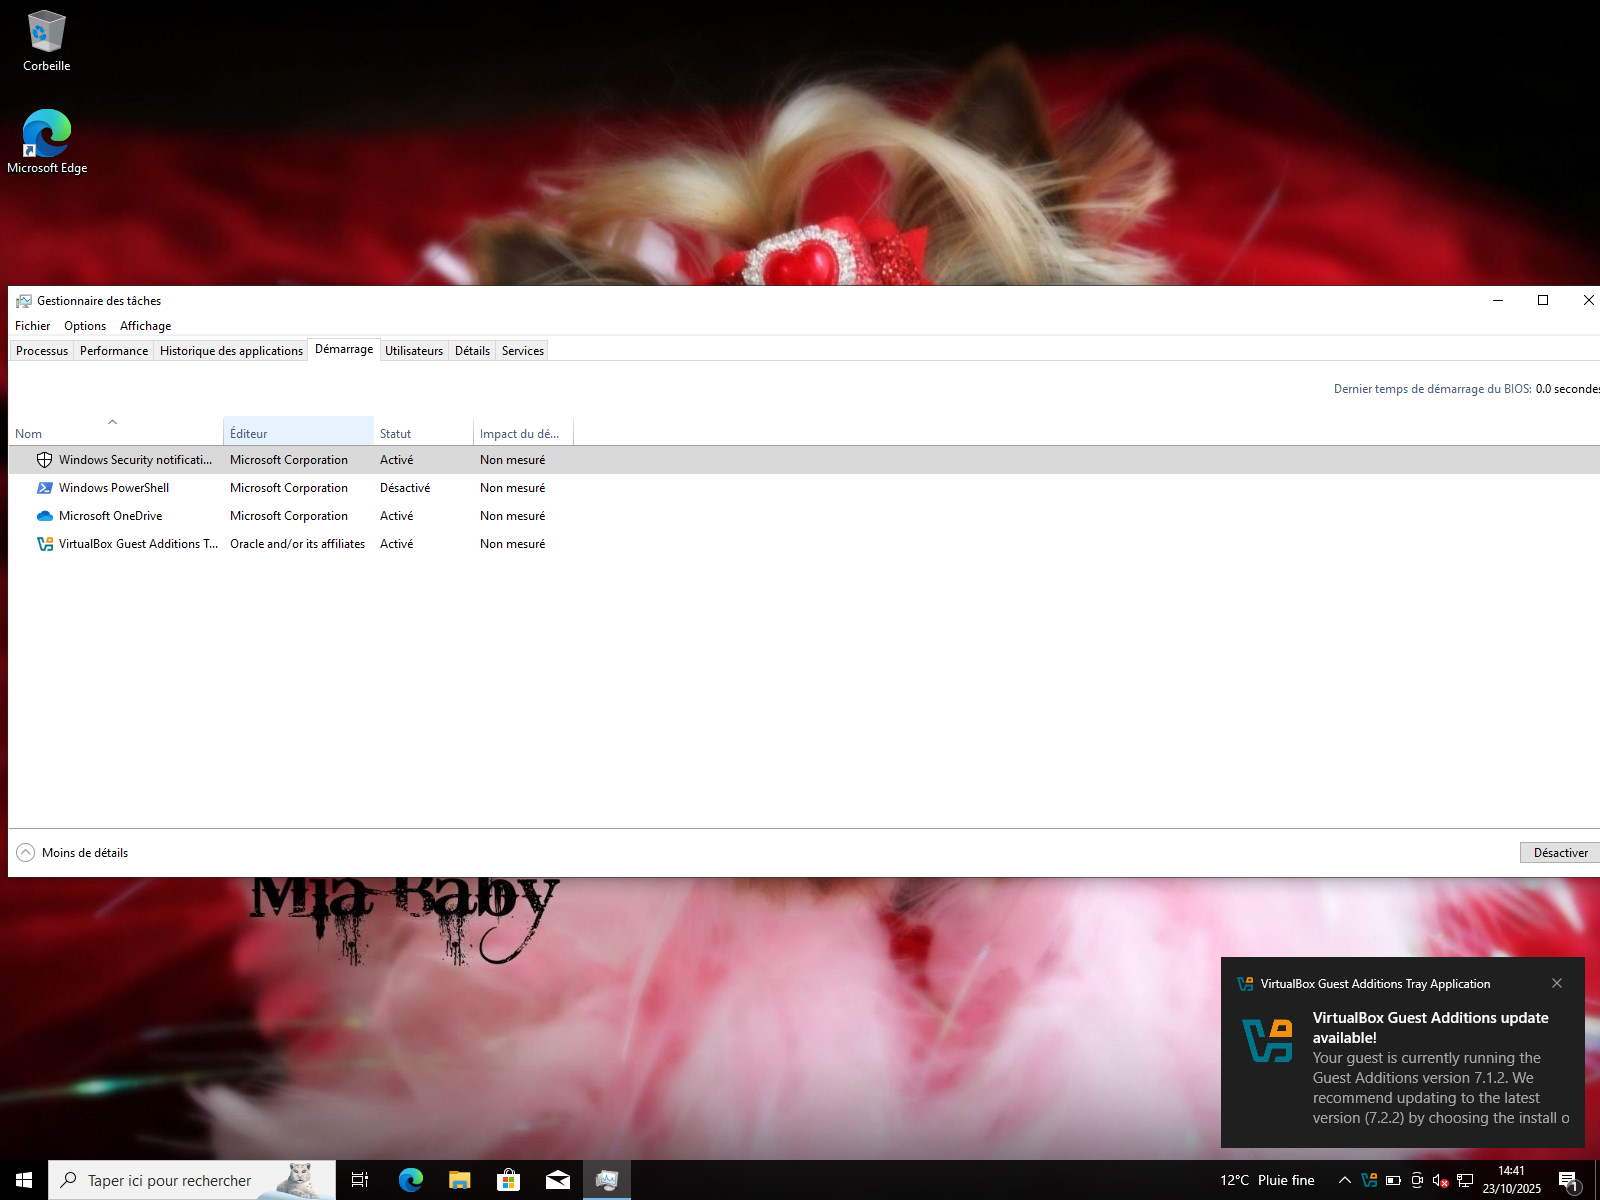 Corbeille
Microsoft Edge
Gestionnaire des tâches
Fichier Options Affichage
Processus Performance Historique des applications Démarrage Utilisateurs Détails Services
Dernier temps de démarrage du BIOS: 0.0 secondes
Nom Éditeur Statut Impact du dé...
Windows Security notificati... Microsoft Corporation Activé Non mesuré
Windows PowerShell Microsoft Corporation Désactivé Non mesuré
Microsoft OneDrive Microsoft Corporation Activé Non mesuré
VirtualBox Guest Additions T... Oracle and/or its affiliates Activé Non mesuré
Moins de détails
Désactiver
Mia Baby
VirtualBox Guest Additions Tray Application
VirtualBox Guest Additions update
available!
Your guest is currently running the
Guest Additions version 7.1.2. We
recommend updating to the latest
version (7.2.2) by choosing the install o
Taper ici pour rechercher
12°C Pluie fine
14:41
23/10/2025
1